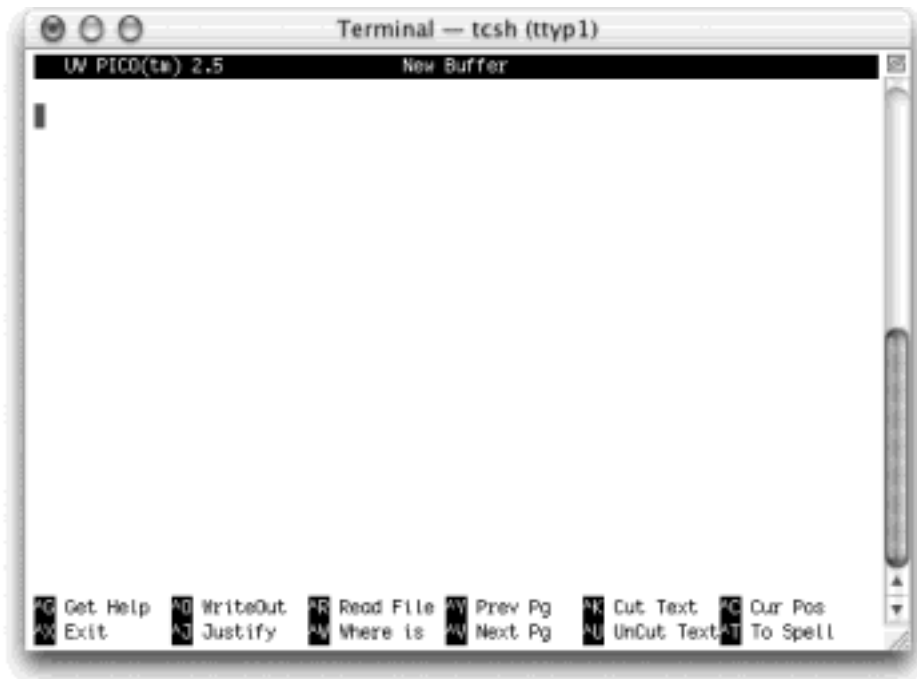 Terminal — tcsh (ttyp1)
UW PICO(tm) 2.5 New Buffer
^G Get Help ^O WriteOut ^R Read File ^Y Prev Pg ^K Cut Text ^C Cur Pos
^X Exit ^J Justify ^W Where is ^V Next Pg ^U UnCut Text ^T To Spell